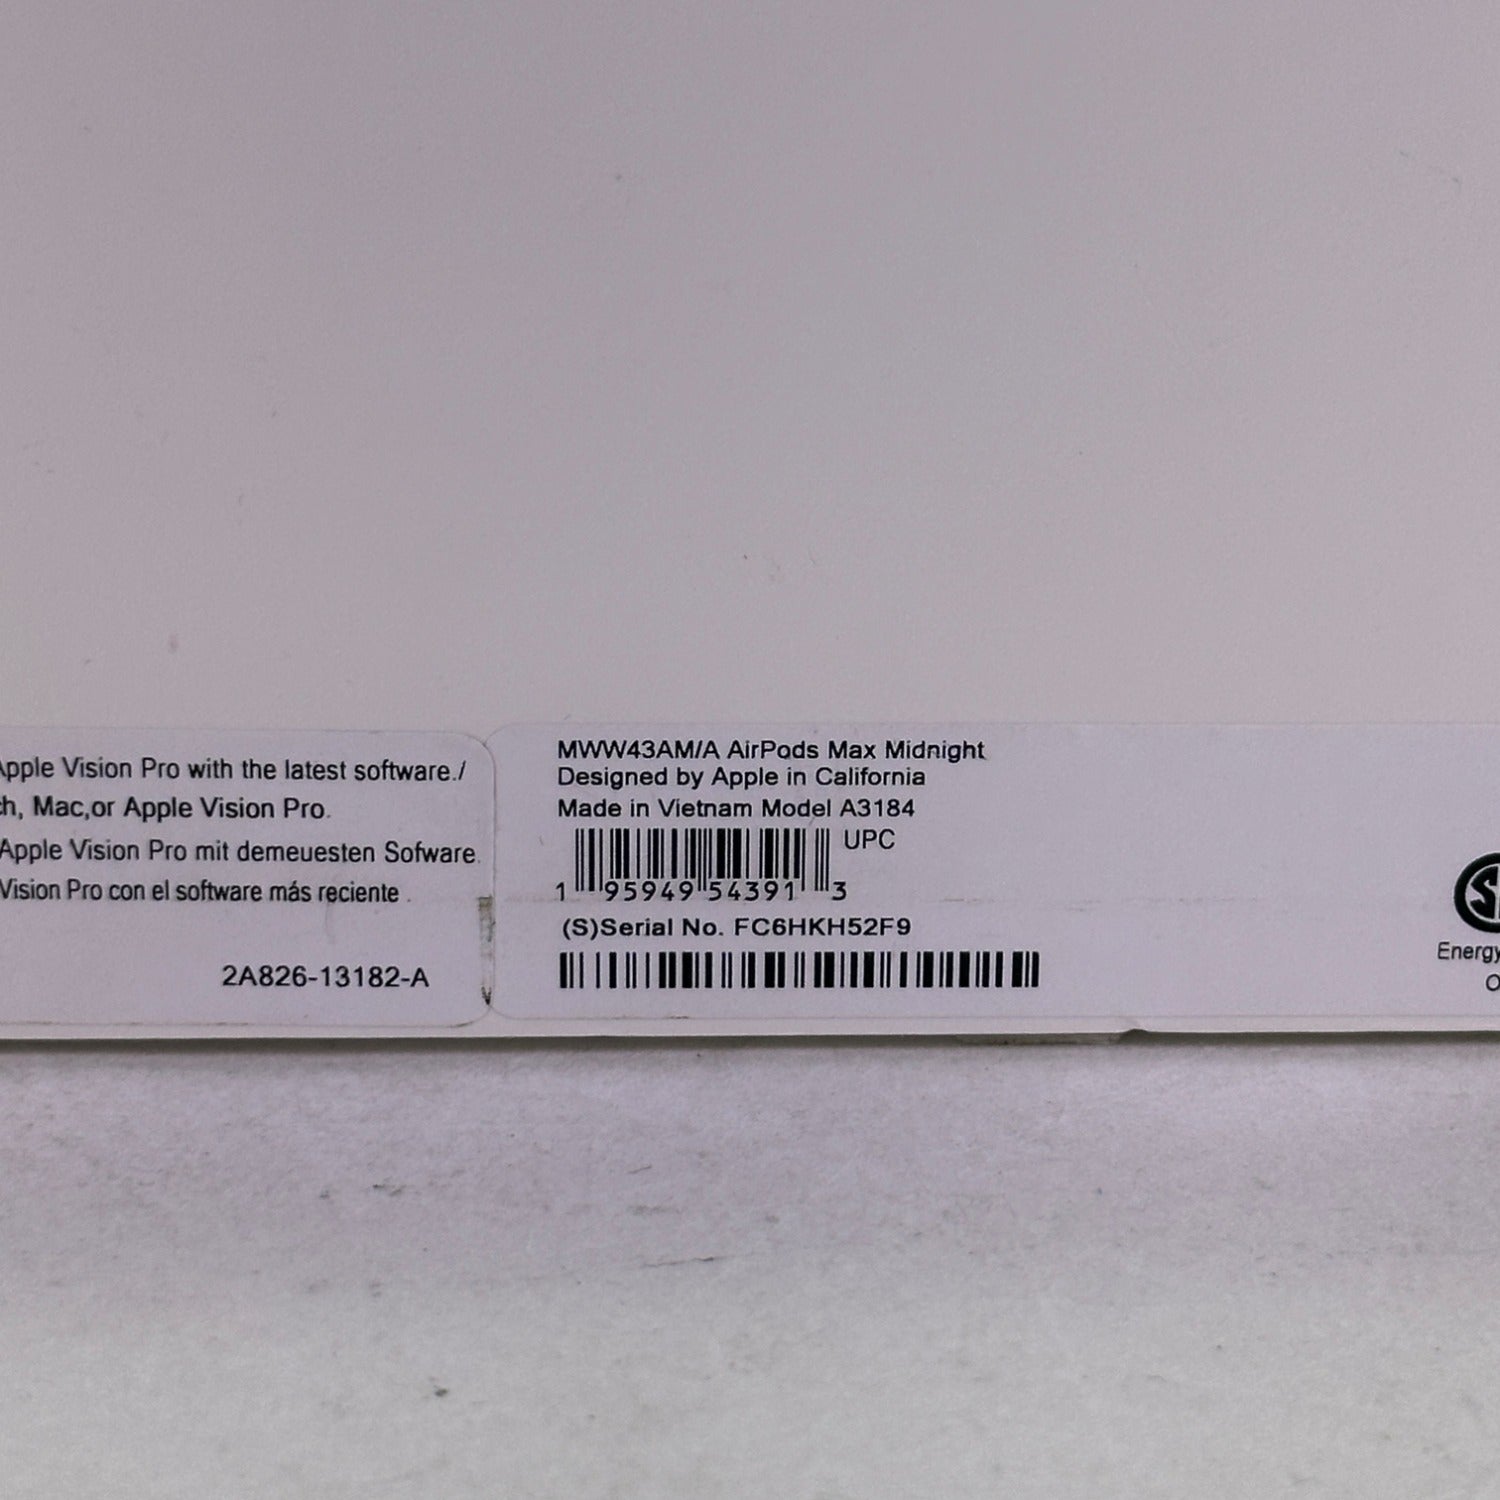 Apple Vision Pro with the latest software./
ch, Mac,or Apple Vision Pro.
Apple Vision Pro mit demeuesten Sofware.
Vision Pro con el software más reciente .
2A826-13182-A
MWW43AM/A AirPods Max Midnight
Designed by Apple in California
Made in Vietnam Model A3184
UPC
1 95949 54391 3
(S)Serial No. FC6HKH52F9
Energy